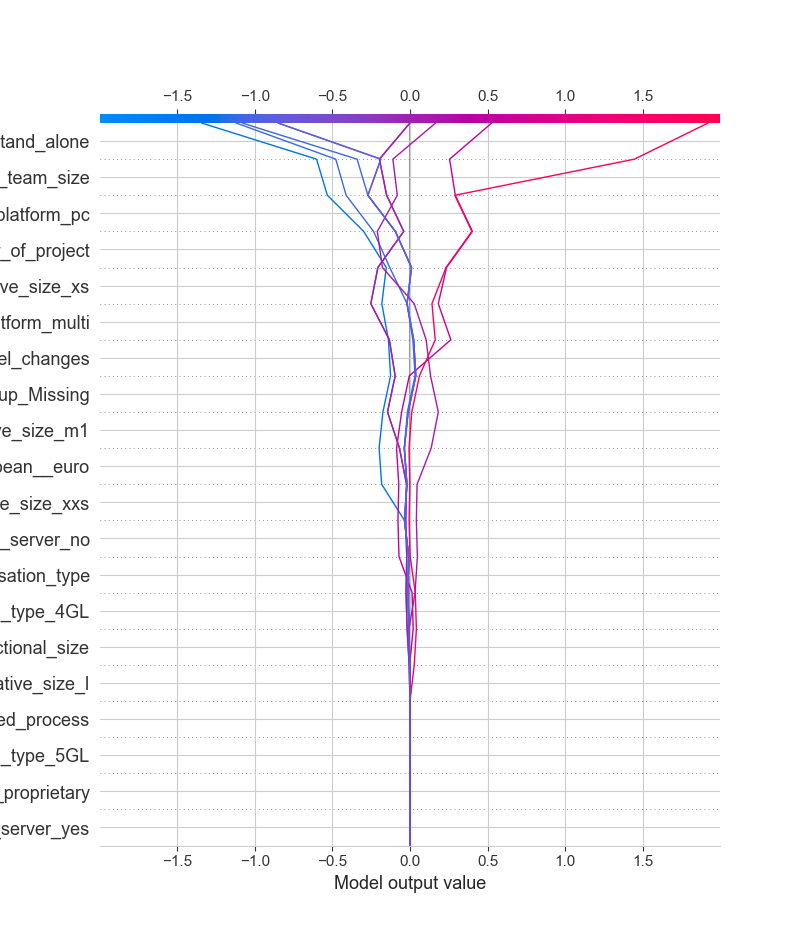 −1.5 −1.0 −0.5 0.0 0.5 1.0 1.5
tand_alone
_team_size
platform_pc
_of_project
ve_size_xs
tform_multi
el_changes
up_Missing
ve_size_m1
pean__euro
e_size_xxs
_server_no
sation_type
_type_4GL
ctional_size
ative_size_l
ed_process
_type_5GL
_proprietary
_server_yes
−1.5 −1.0 −0.5 0.0 0.5 1.0 1.5
Model output value